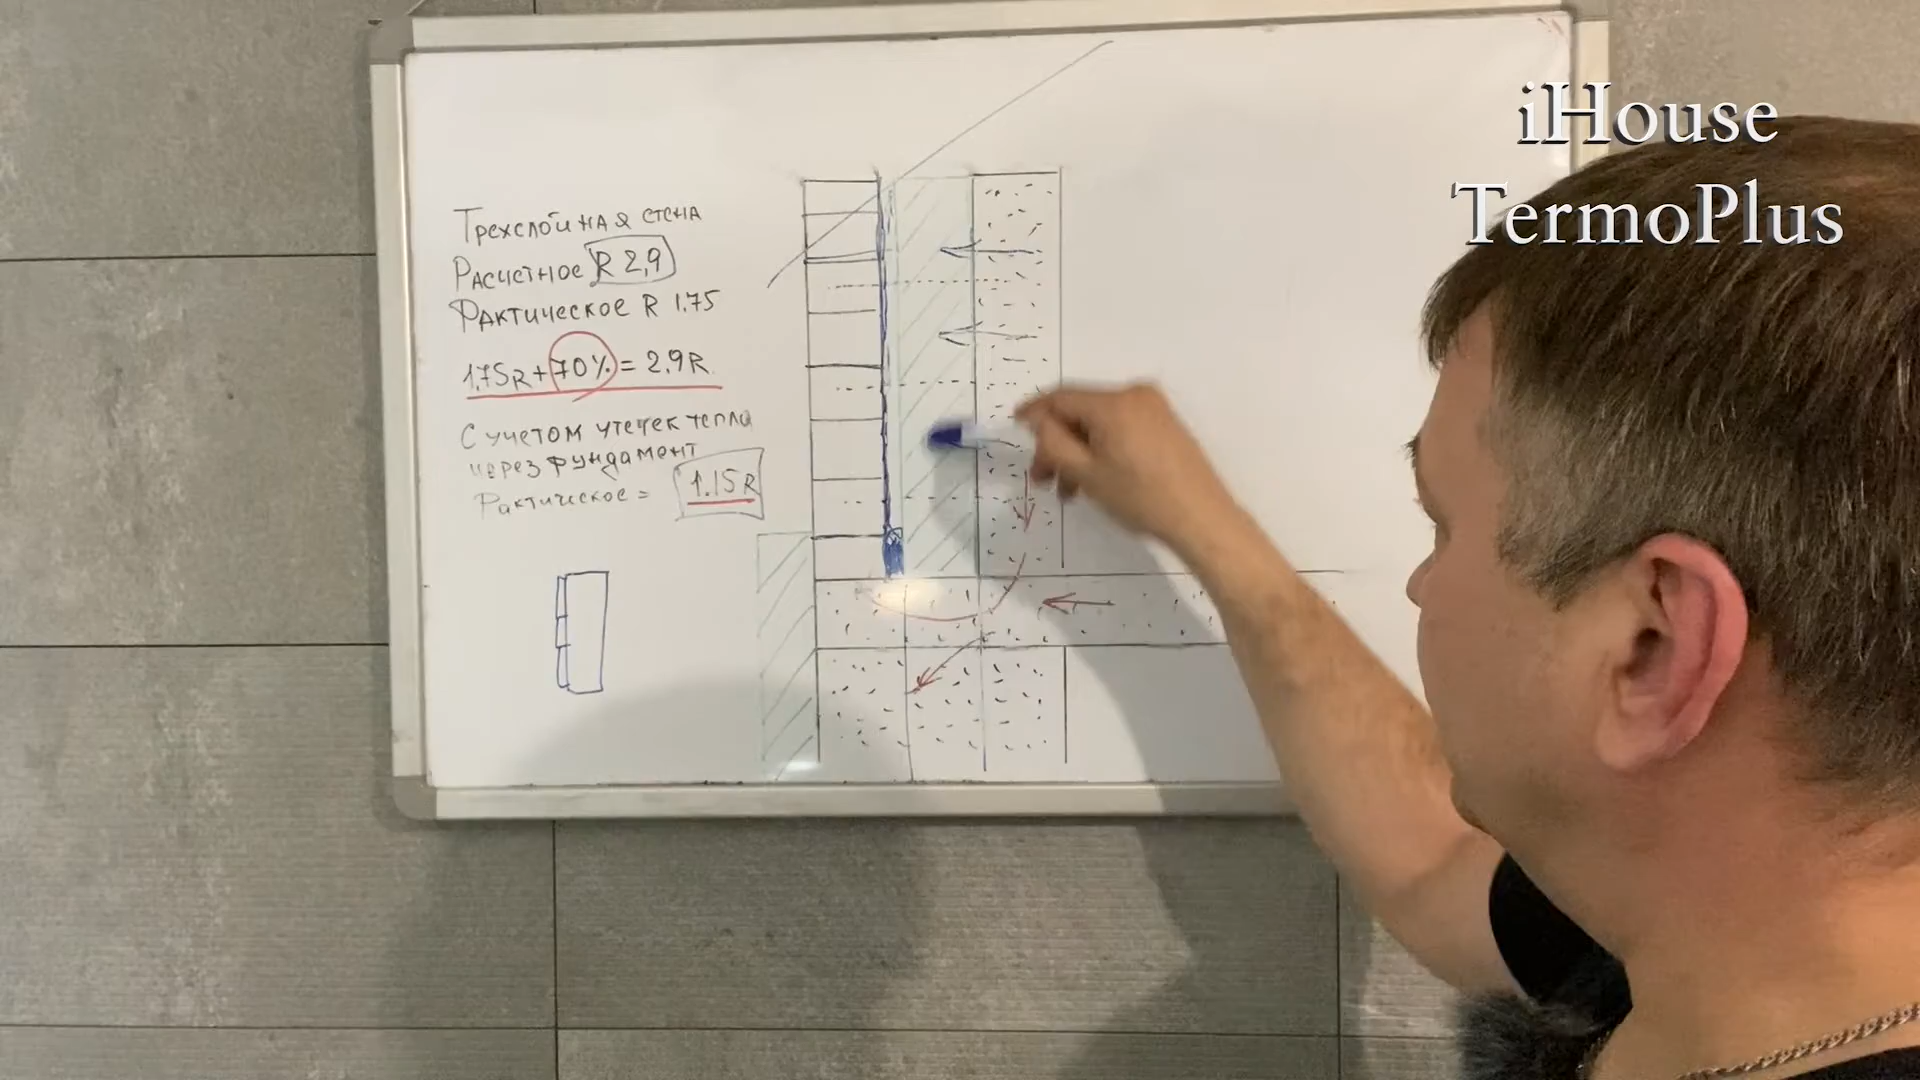 iHouse
TermoPlus
Трехслойная стена
Расчетное R 2,9
Фактическое R 1.75
1,75R+70%=2.9R
С учетом утечек тепла
через фундамент
Фактическое = 1.15R